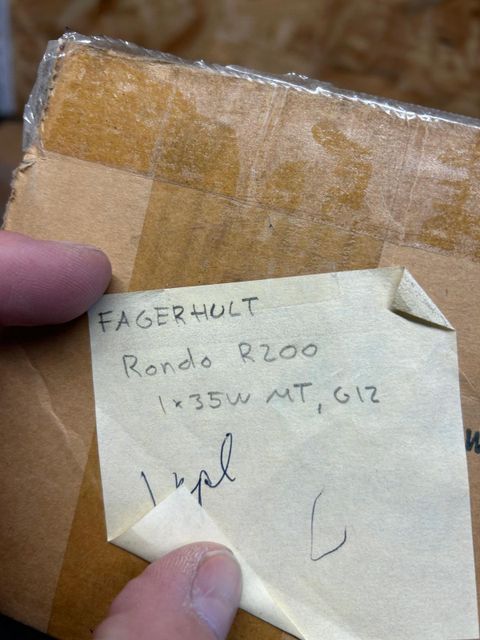 FAGERHULT
Rondo R200
1x35W MT, G12
1 kpl
L